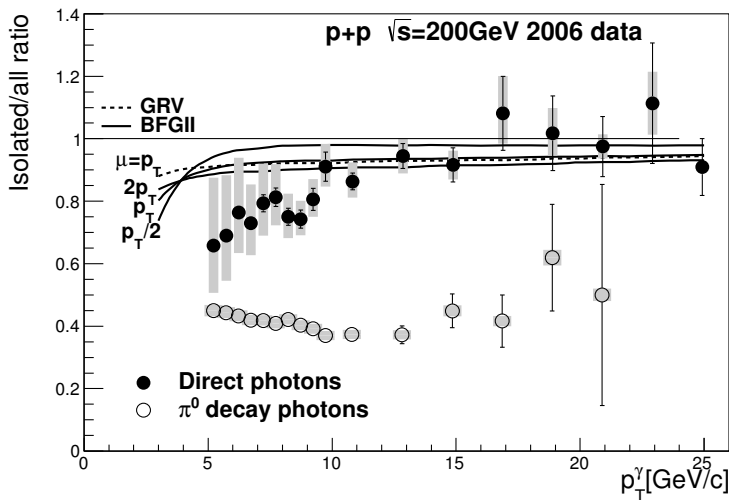 p+p √s=200GeV 2006 data
Isolated/all ratio
1.4
1.2
1
0.8
0.6
0.4
0.2
0
GRV
BFGII
μ=p_T
2p_T
p_T
p_T/2
Direct photons
π⁰ decay photons
0 5 10 15 20 25
p_T^γ[GeV/c]